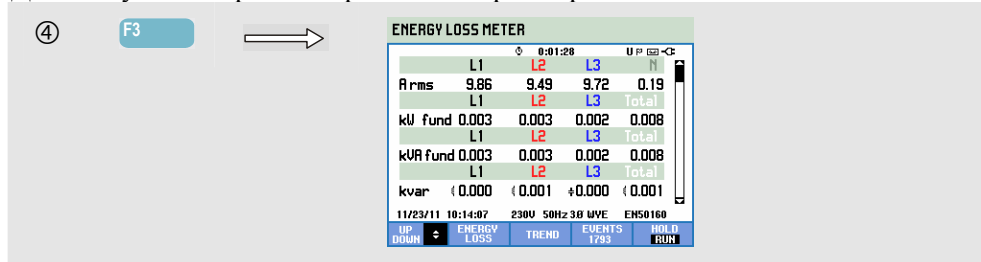 ④ F3 ENERGY LOSS METER
0:01:28
L1 L2 L3 N
A rms 9.86 9.49 9.72 0.19
L1 L2 L3 Total
kW fund 0.003 0.003 0.002 0.008
L1 L2 L3 Total
kVA fund 0.003 0.003 0.002 0.008
L1 L2 L3 Total
kvar 0.000 0.001 0.000 0.001
11/23/11 10:14:07 230V 50Hz 3Ø WYE EN50160
UP DOWN ENERGY LOSS TREND EVENTS 1793 HOLD RUN